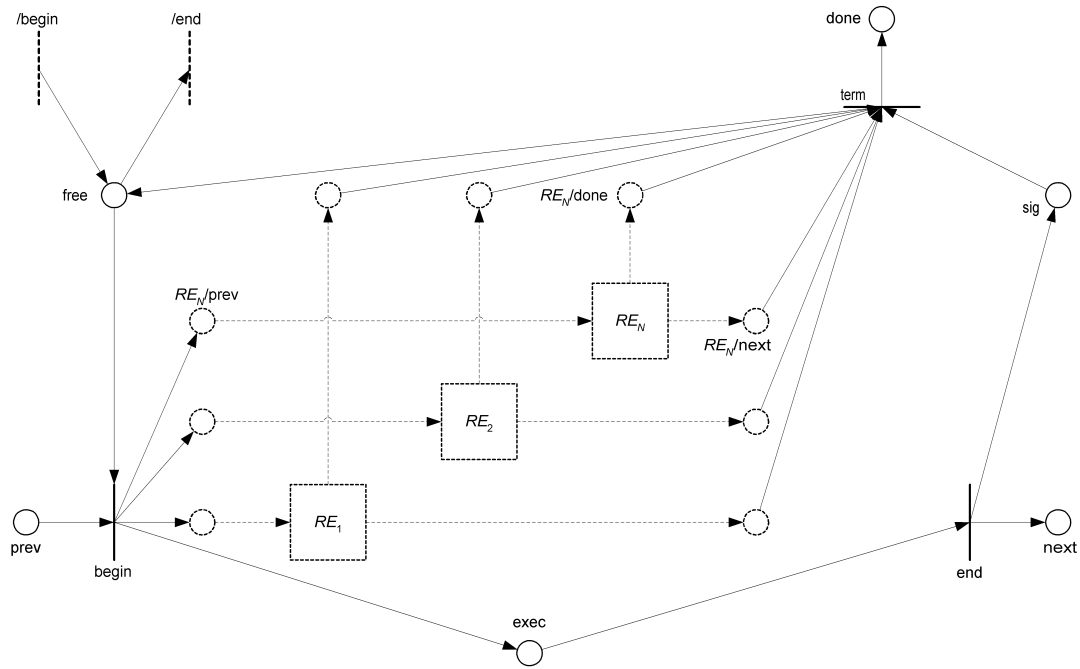 /begin
/end
done
term
free
RE_N/done
sig
RE_N/prev
RE_N
RE_N/next
RE_2
RE_1
prev
begin
end
next
exec